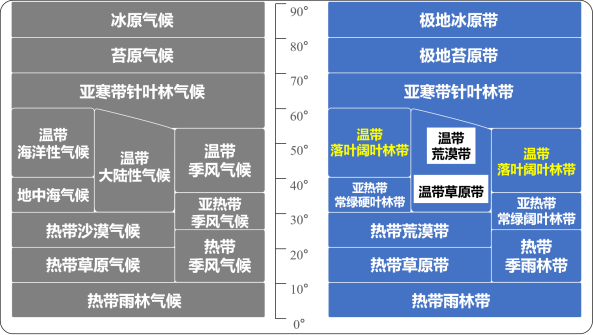 冰原气候
苔原气候
亚寒带针叶林气候
温带
海洋性气候
温带
大陆性气候
温带
季风气候
地中海气候
亚热带
季风气候
热带沙漠气候
热带草原气候
热带
季风气候
热带雨林气候
90°
80°
70°
60°
50°
40°
30°
20°
10°
0°
极地冰原带
极地苔原带
亚寒带针叶林带
温带
落叶阔叶林带
温带
荒漠带
温带
落叶阔叶林带
亚热带
常绿硬叶林带
温带草原带
亚热带
常绿阔叶林带
热带荒漠带
热带草原带
热带
季雨林带
热带雨林带